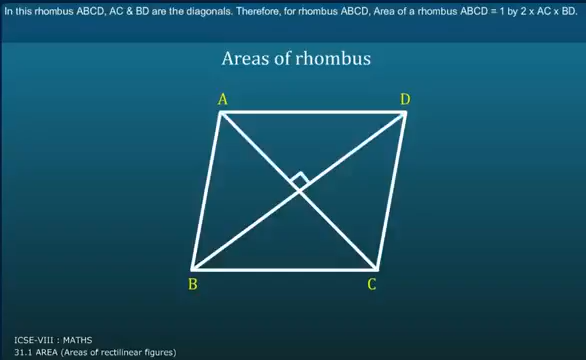 In this rhombus ABCD, AC & BD are the diagonals. Therefore, for rhombus ABCD, Area of a rhombus ABCD = 1 by 2 x AC x BD.
Areas of rhombus
A
D
B
C
ICSE-VIII : MATHS
31.1 AREA (Areas of rectilinear figures)